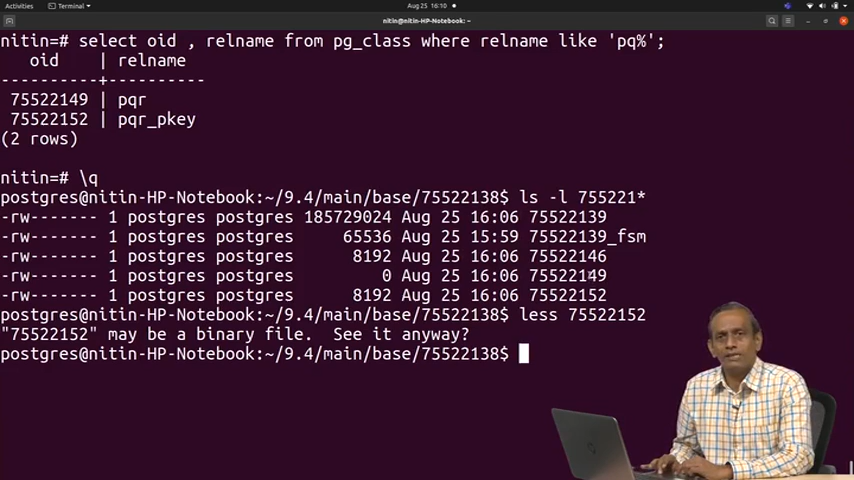 Activities
Terminal
Aug 25 16:10
nitin@nitin-HP-Notebook: ~
nitin=# select oid , relname from pg_class where relname like 'pq%';
oid | relname
----------+----------
75522149 | pqr
75522152 | pqr_pkey
(2 rows)
nitin=# \q
postgres@nitin-HP-Notebook:~/9.4/main/base/75522138$ ls -l 755221*
-rw------- 1 postgres postgres 185729024 Aug 25 16:06 75522139
-rw------- 1 postgres postgres 65536 Aug 25 15:59 75522139_fsm
-rw------- 1 postgres postgres 8192 Aug 25 16:06 75522146
-rw------- 1 postgres postgres 0 Aug 25 16:06 75522149
-rw------- 1 postgres postgres 8192 Aug 25 16:06 75522152
postgres@nitin-HP-Notebook:~/9.4/main/base/75522138$ less 75522152
"75522152" may be a binary file.  See it anyway?
postgres@nitin-HP-Notebook:~/9.4/main/base/75522138$